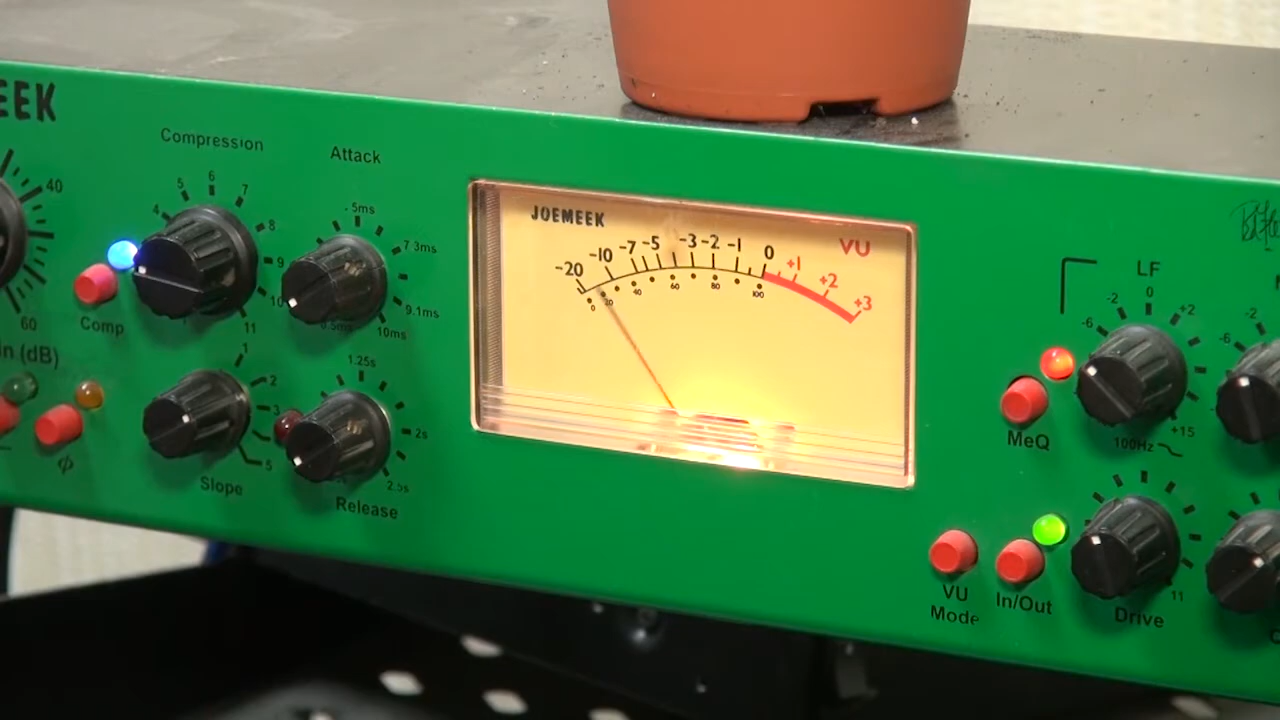 EEK
Compression
Attack
40
60
in (dB)
4 5 6 7 8 9 10 11
.5ms
7.3ms
9.1ms
10ms
0.5ms
Comp
JOEMEEK
VU
-20 -10 -7 -5 -3 -2 -1 0 +1 +2 +3
0 20 40 60 80 100
LF
-6 -2 0 +2
+15
100Hz
-6 -2
MeQ
1 2 3 5
Slope
1.25s
2s
2.5s
Release
φ
VU
Mode
In/Out
Drive
11